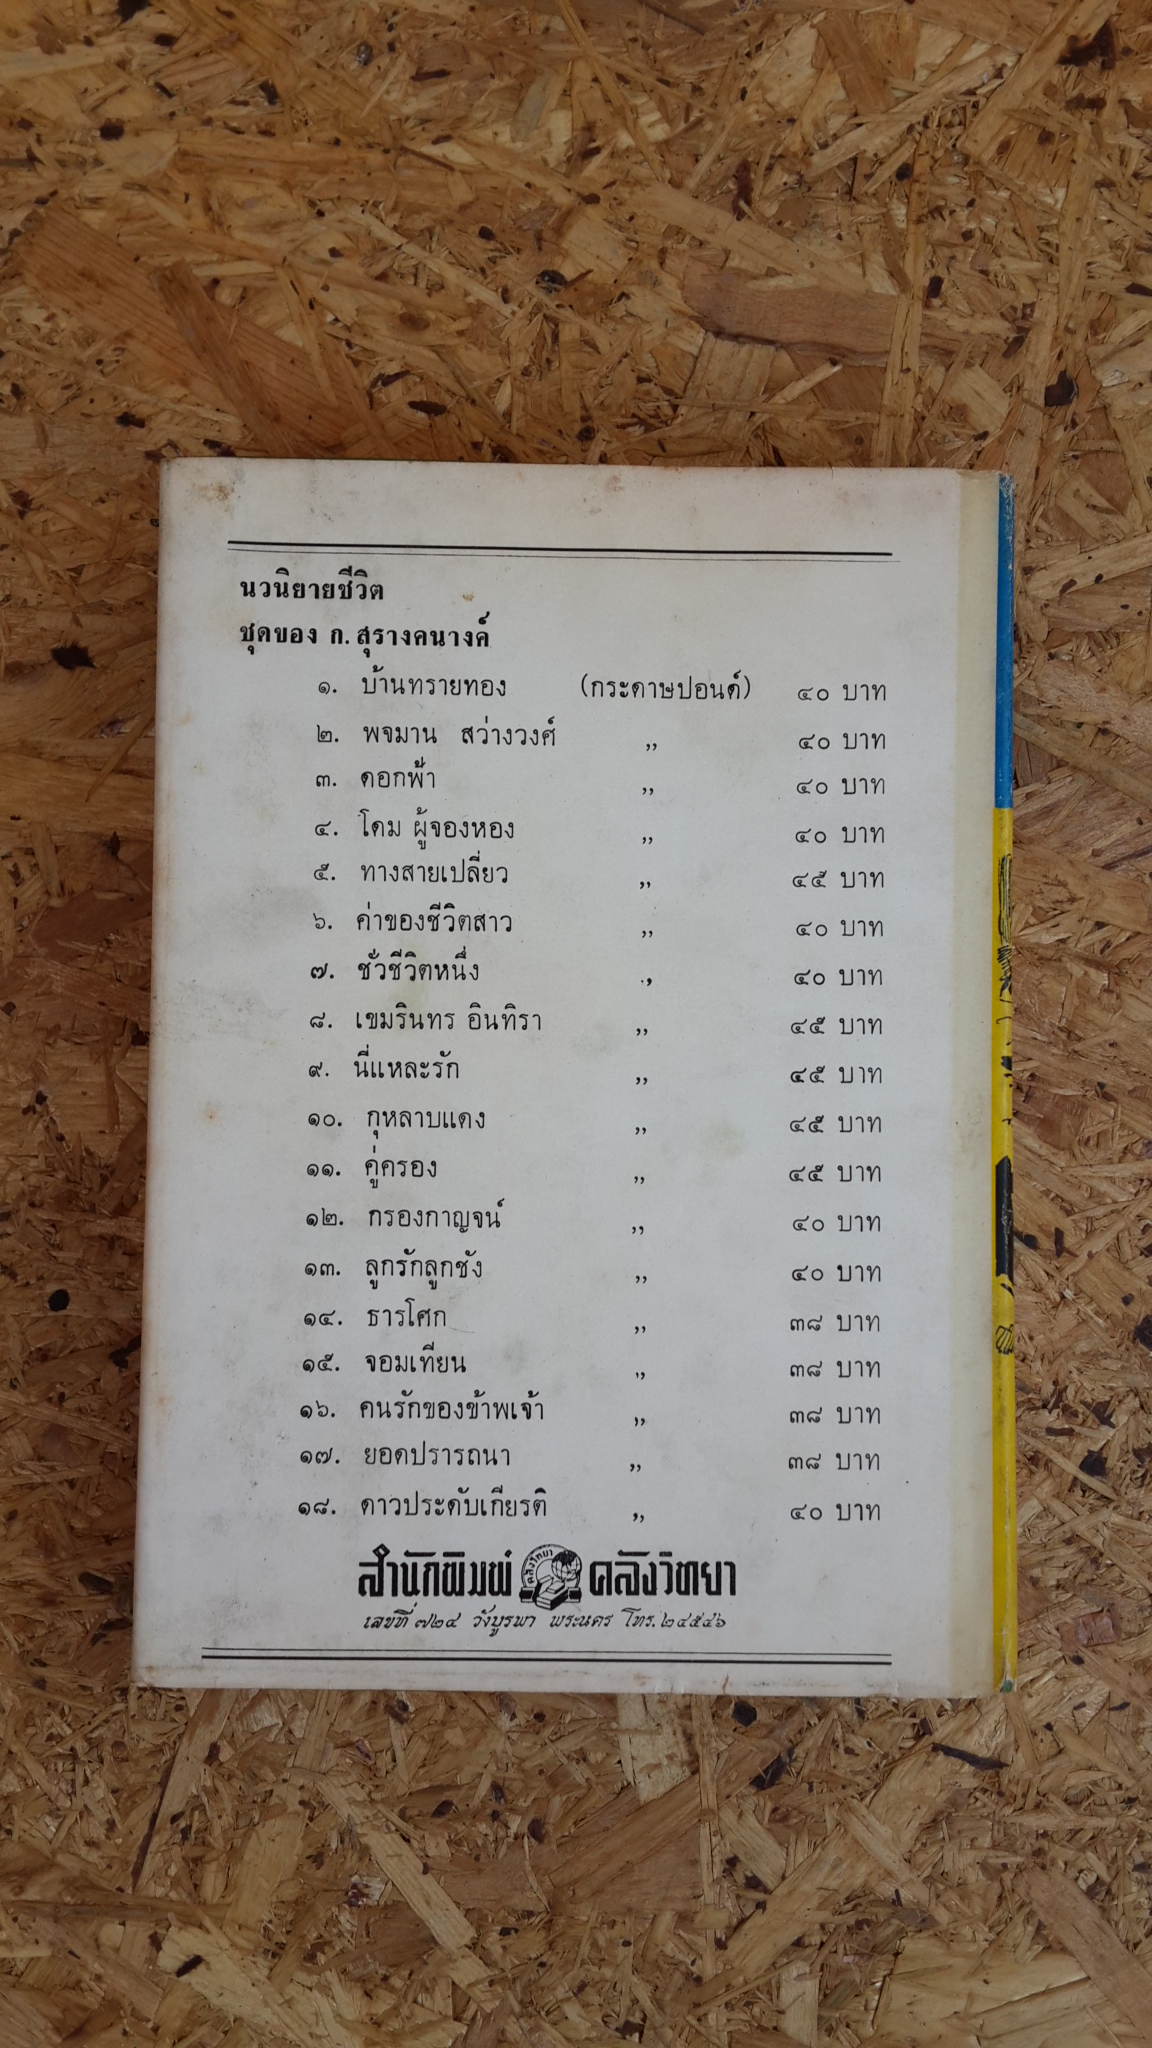 นวนิยายชีวิต
ชุดของ ก. สุรางคนางค์
๑. บ้านทรายทอง (กระดาษปอนด์) ๔๐ บาท
๒. พจมาน สว่างวงศ์ ,, ๔๐ บาท
๓. ดอกฟ้า ,, ๔๐ บาท
๔. โดม ผู้จองหอง ,, ๔๐ บาท
๕. ทางสายเปลี่ยว ,, ๔๕ บาท
๖. ค่าของชีวิตสาว ,, ๔๐ บาท
๗. ชั่วชีวิตหนึ่ง ,, ๔๐ บาท
๘. เขมรินทร อินทิรา ,, ๔๕ บาท
๙. นี่แหละรัก ,, ๔๕ บาท
๑๐. กุหลาบแดง ,, ๔๕ บาท
๑๑. คู่ครอง ,, ๔๕ บาท
๑๒. กรองกาญจน์ ,, ๔๐ บาท
๑๓. ลูกรักลูกชัง ,, ๔๐ บาท
๑๔. ธารโศก ,, ๓๘ บาท
๑๕. จอมเทียน ,, ๓๘ บาท
๑๖. คนรักของข้าพเจ้า ,, ๓๘ บาท
๑๗. ยอดปรารถนา ,, ๓๘ บาท
๑๘. ดาวประดับเกียรติ ,, ๔๐ บาท
สำนักพิมพ์ คลังวิทยา คลังวิทยา
เลขที่ ๗๒๔ วังบูรพา พระนคร โทร. ๒๔๕๔๖